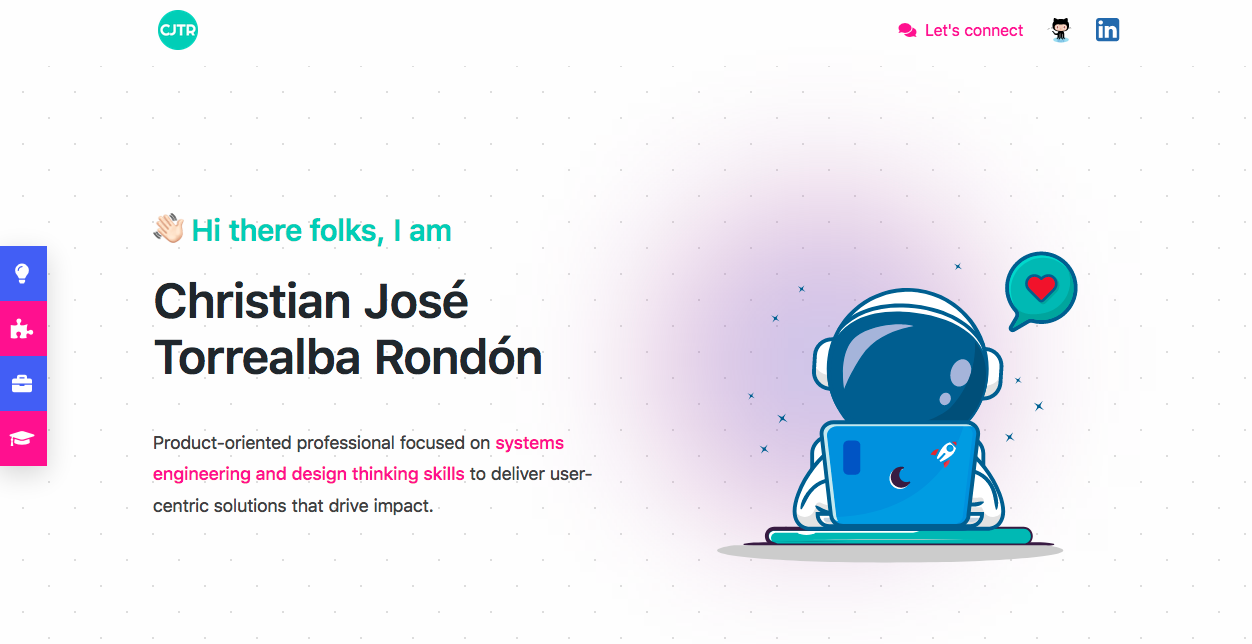 CJTR
Let's connect
in
👋🏻 Hi there folks, I am
Christian José
Torrealba Rondón
Product-oriented professional focused on systems
engineering and design thinking skills to deliver user-
centric solutions that drive impact.